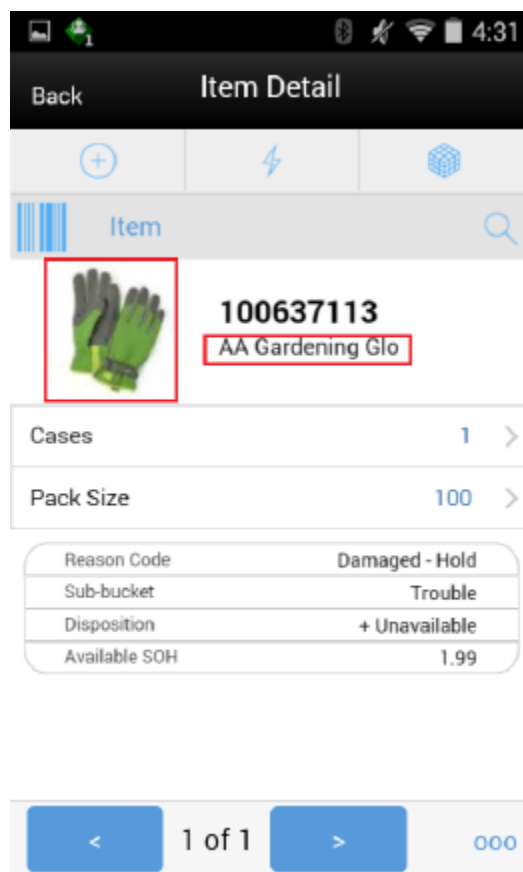 1 4:31
Back Item Detail
Item
100637113
AA Gardening Glo
Cases 1 >
Pack Size 100 >
Reason Code Damaged - Hold
Sub-bucket Trouble
Disposition + Unavailable
Available SOH 1.99
< 1 of 1 > ooo